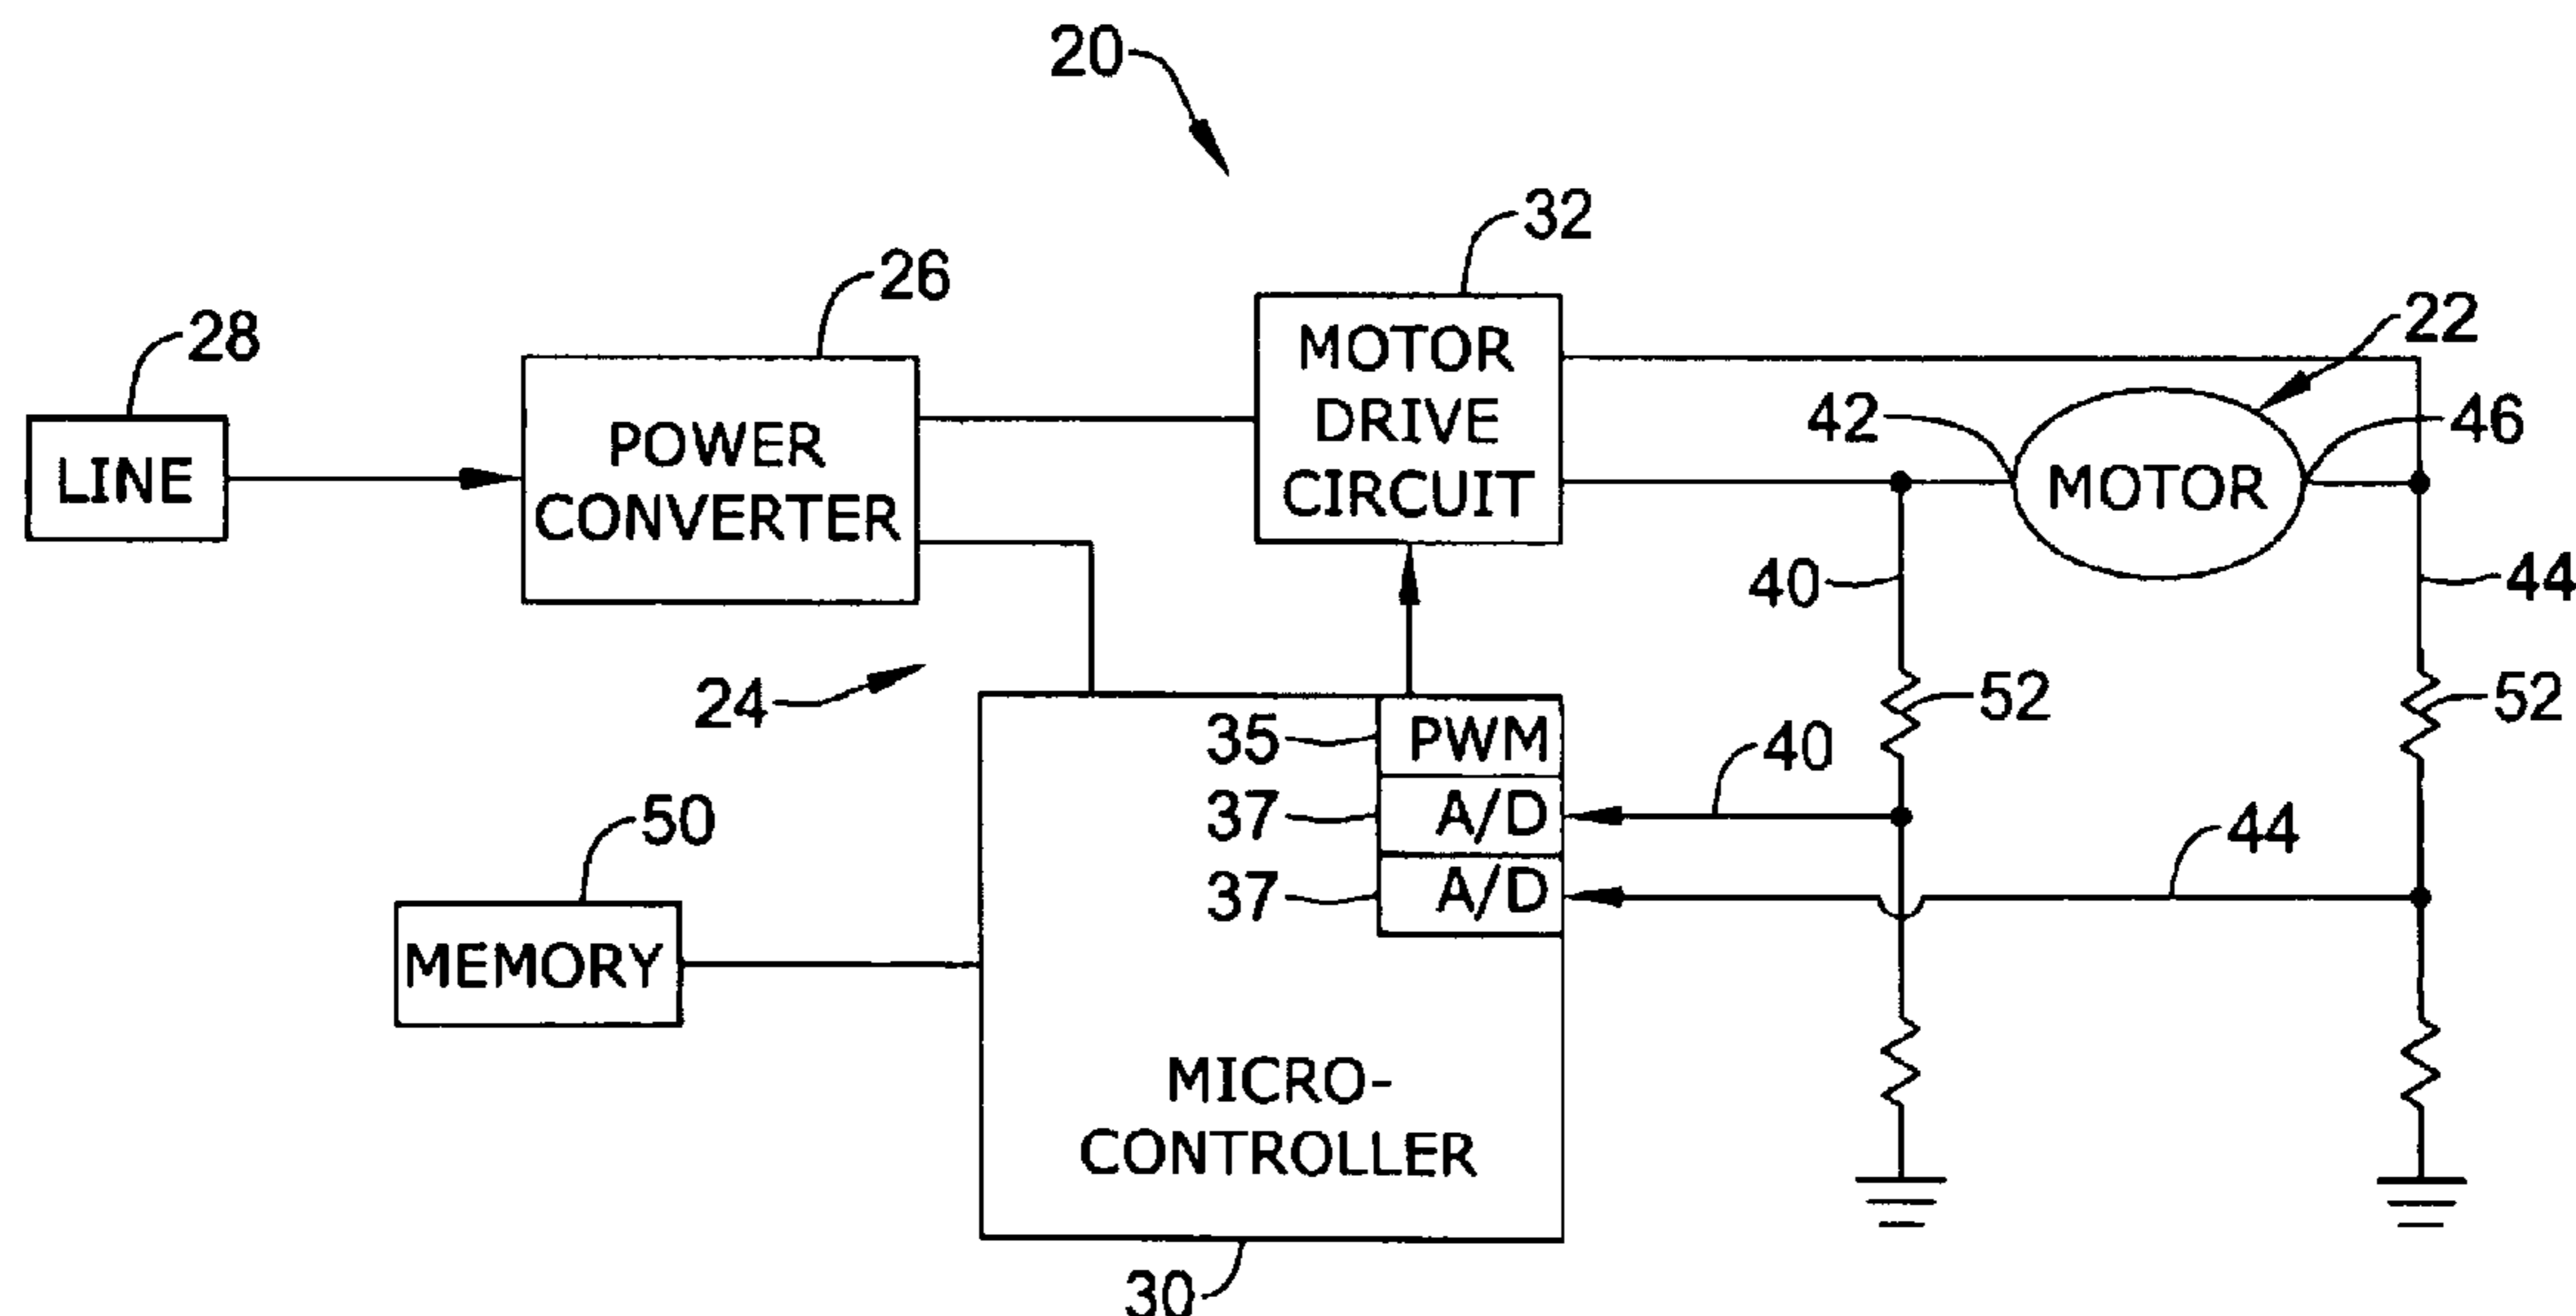 20
32
26
28
22
MOTOR
DRIVE
CIRCUIT
42
46
POWER
CONVERTER
LINE
MOTOR
40
44
24
52
52
35
PWM
40
37
A/D
50
44
37
A/D
MEMORY
MICRO-
CONTROLLER
30